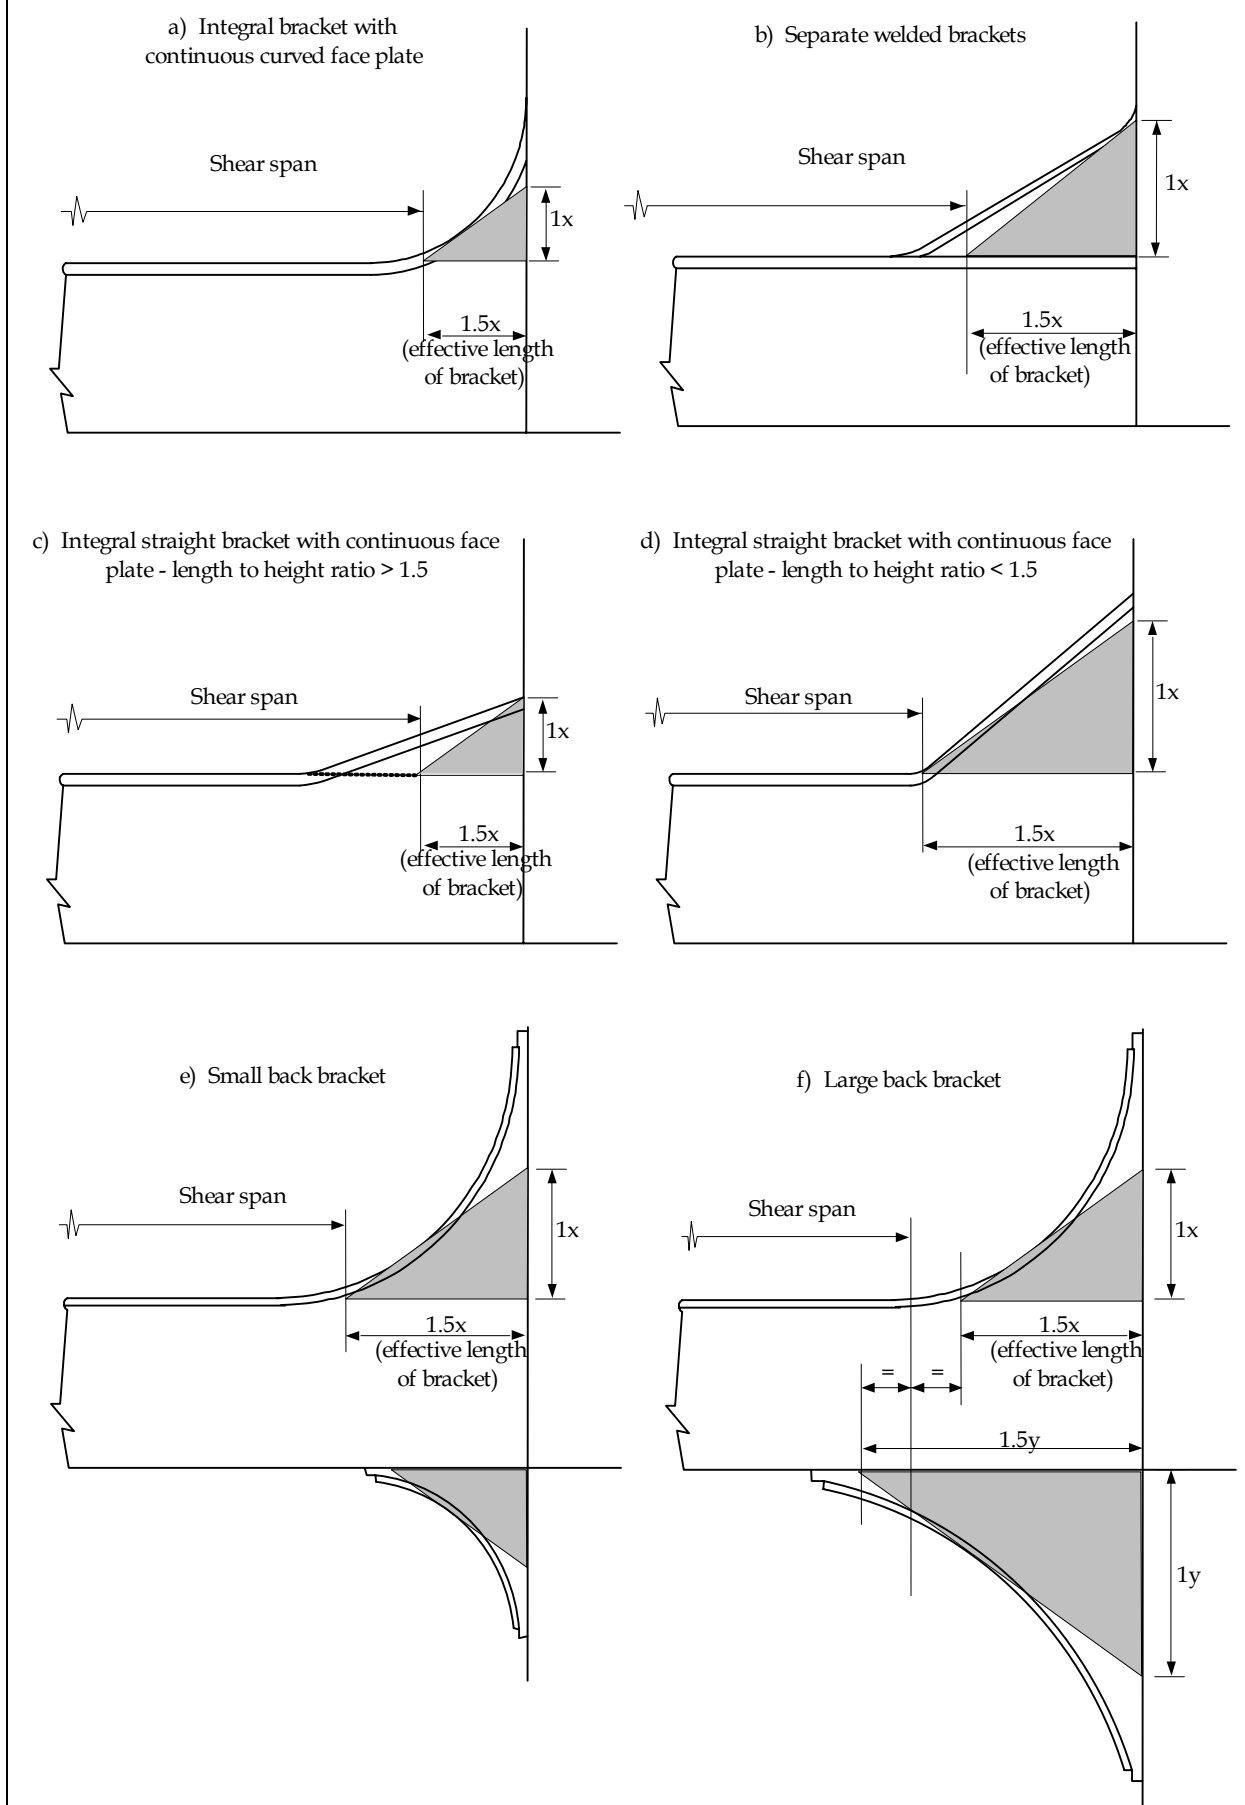 a) Integral bracket with
continuous curved face plate
Shear span
1x
1.5x
(effective length
of bracket)
b) Separate welded brackets
Shear span
1x
1.5x
(effective length
of bracket)
c) Integral straight bracket with continuous face
plate - length to height ratio > 1.5
Shear span
1x
1.5x
(effective length
of bracket)
d) Integral straight bracket with continuous face
plate - length to height ratio < 1.5
Shear span
1x
1.5x
(effective length
of bracket)
e) Small back bracket
Shear span
1x
1.5x
(effective length
of bracket)
f) Large back bracket
Shear span
1x
1.5x
(effective length
of bracket)
= =
1.5y
1y